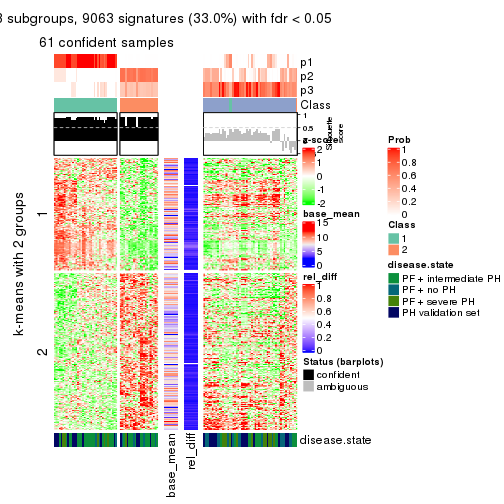 3 subgroups, 9063 signatures (33.0%) with fdr < 0.05
61 confident samples
p1
p2
p3
Class
1
0.5
0
Silhouette
score
z-score
2
1
0
-1
-2
base_mean
15
10
5
0
rel_diff
1
0.8
0.6
0.4
0.2
0
Status (barplots)
confident
ambiguous
Prob
1
0.8
0.6
0.4
0.2
0
Class
1
2
disease.state
PF+ intermediate PH
PF+ no PH
PF+ severe PH
PH validation set
k-means with 2 groups
1
2
base_mean
rel_diff
disease.state